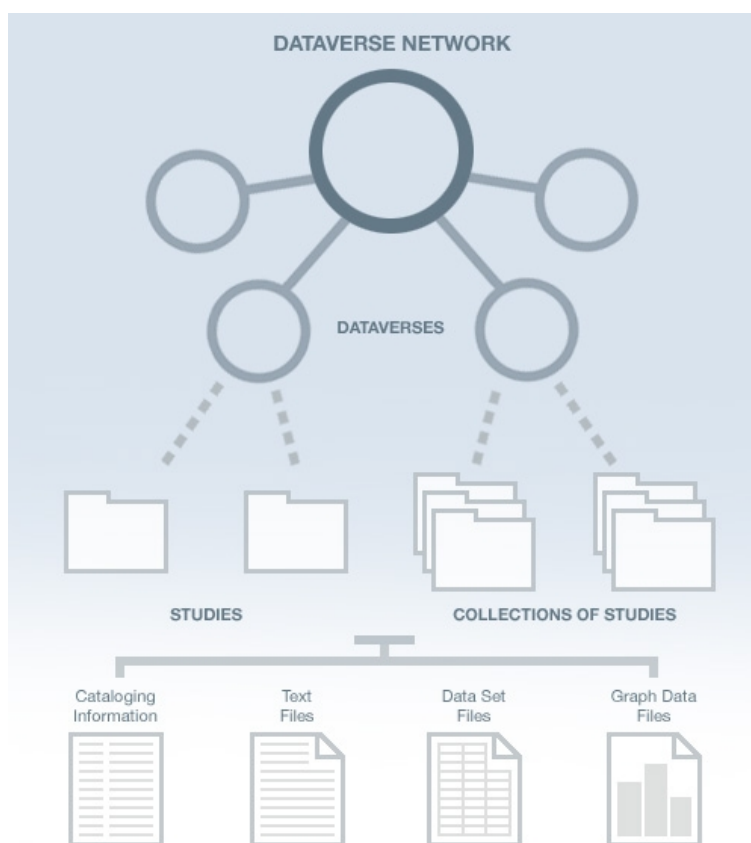 DATAVERSE NETWORK
DATAVERSES
STUDIES
COLLECTIONS OF STUDIES
Cataloging
Information
Text
Files
Data Set
Files
Graph Data
Files